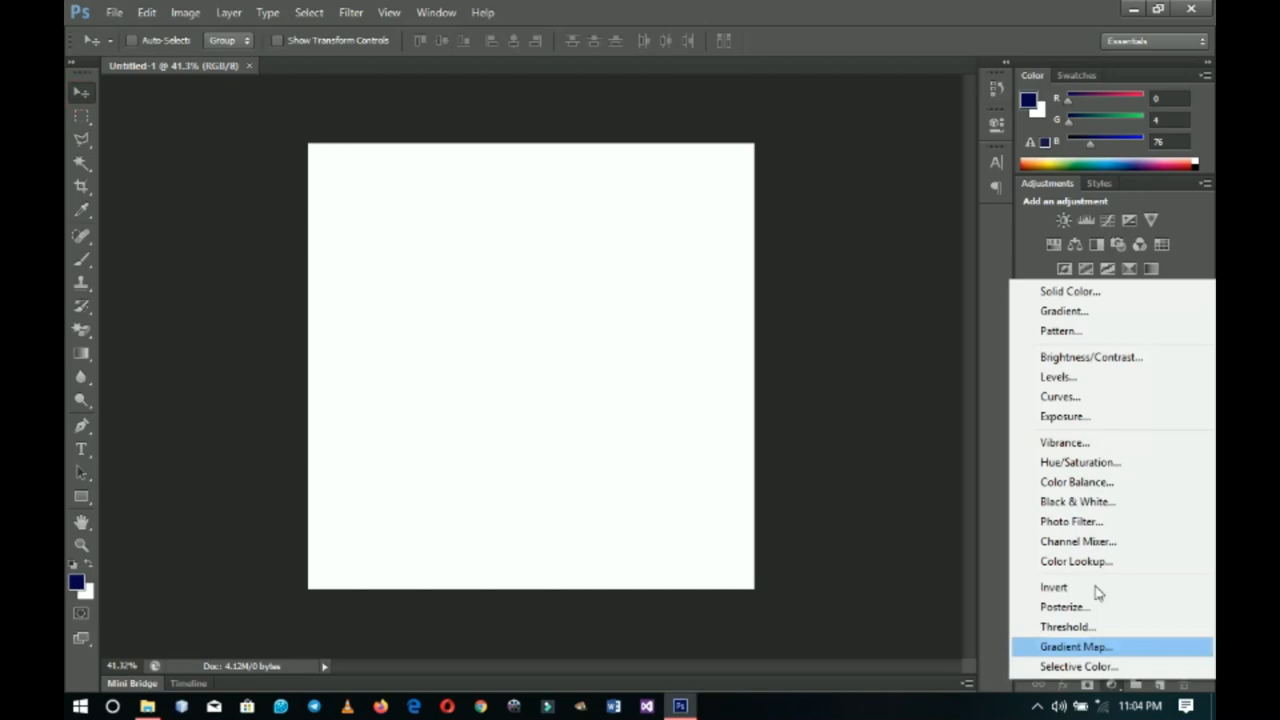 Ps File Edit Image Layer Type Select Filter View Window Help
Auto-Select: Group Show Transform Controls Essentials
Untitled-1 @ 41.3% (RGB/8) ×
Color Swatches
R 0
G 4
B 76
Adjustments Styles
Add an adjustment
Solid Color...
Gradient...
Pattern...
Brightness/Contrast...
Levels...
Curves...
Exposure...
Vibrance...
Hue/Saturation...
Color Balance...
Black & White...
Photo Filter...
Channel Mixer...
Color Lookup...
Invert
Posterize...
Threshold...
Gradient Map...
Selective Color...
41.32% Doc: 4.12M/0 bytes
Mini Bridge Timeline
11:04 PM